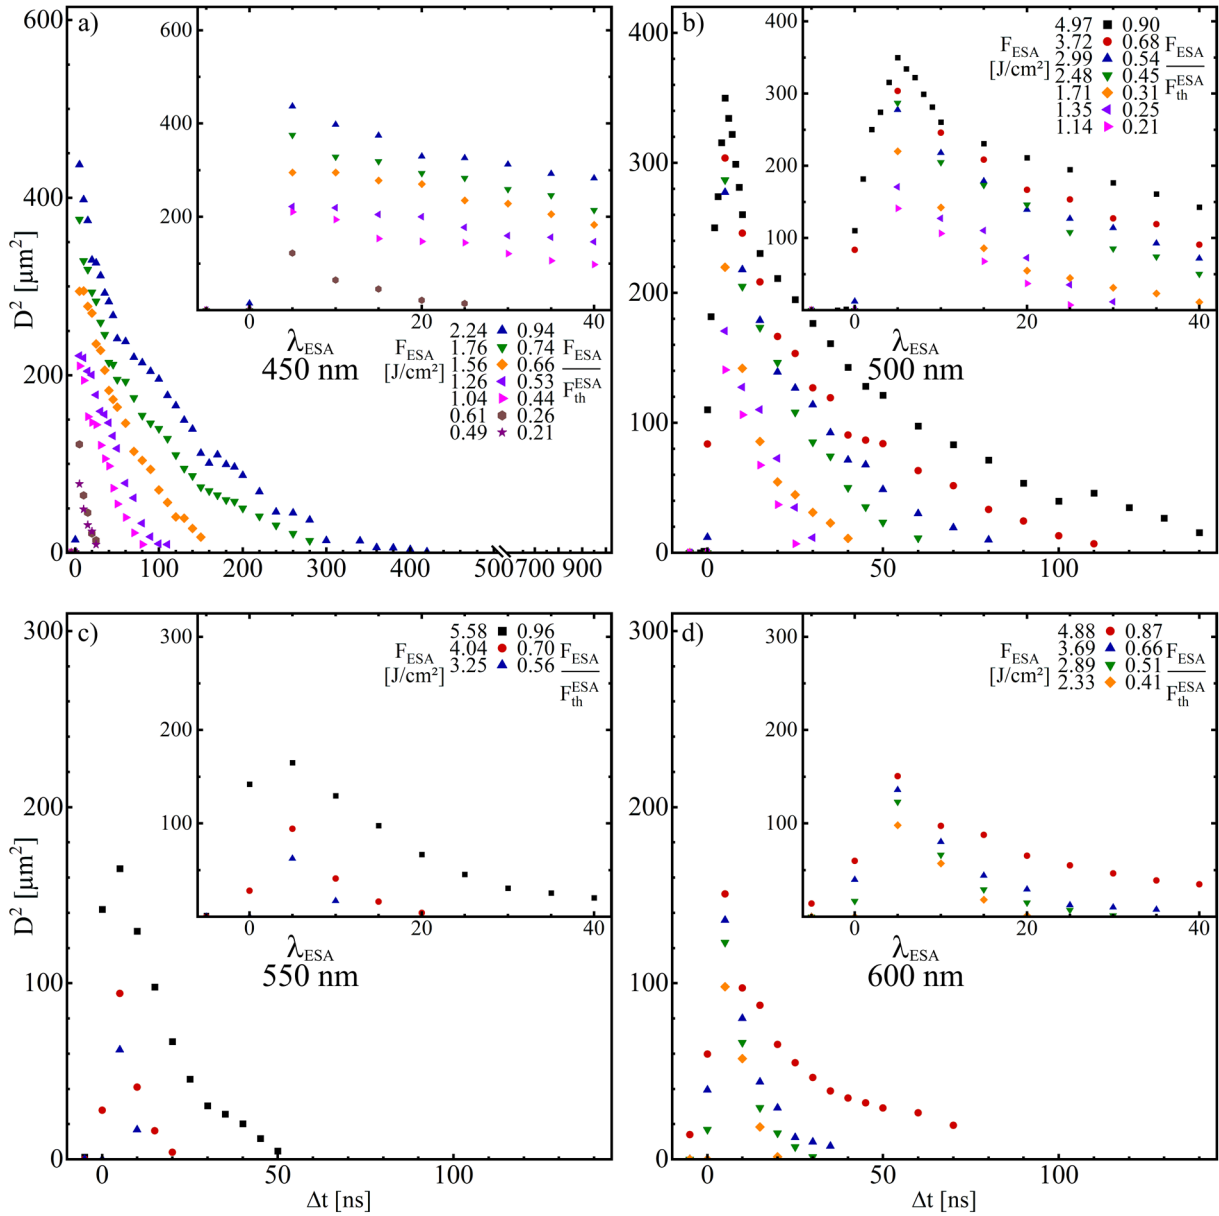 a)
D² [µm²]
600
400
200
0
0
100
200
300
400
500
700
900
600
400
200
0
20
40
λESA
450 nm
FESA
[J/cm²]
FESA
FthESA
2.24 0.94
1.76 0.74
1.56 0.66
1.26 0.53
1.04 0.44
0.61 0.26
0.49 0.21
b)
400
300
200
100
0
0
50
100
400
300
200
100
0
20
40
λESA
500 nm
FESA
[J/cm²]
FESA
FthESA
4.97 0.90
3.72 0.68
2.99 0.54
2.48 0.45
1.71 0.31
1.35 0.25
1.14 0.21
c)
D² [µm²]
300
200
100
0
0
50
100
Δt [ns]
300
200
100
0
20
40
λESA
550 nm
FESA
[J/cm²]
FESA
FthESA
5.58 0.96
4.04 0.70
3.25 0.56
d)
300
200
100
0
0
50
100
Δt [ns]
300
200
100
0
20
40
λESA
600 nm
FESA
[J/cm²]
FESA
FthESA
4.88 0.87
3.69 0.66
2.89 0.51
2.33 0.41